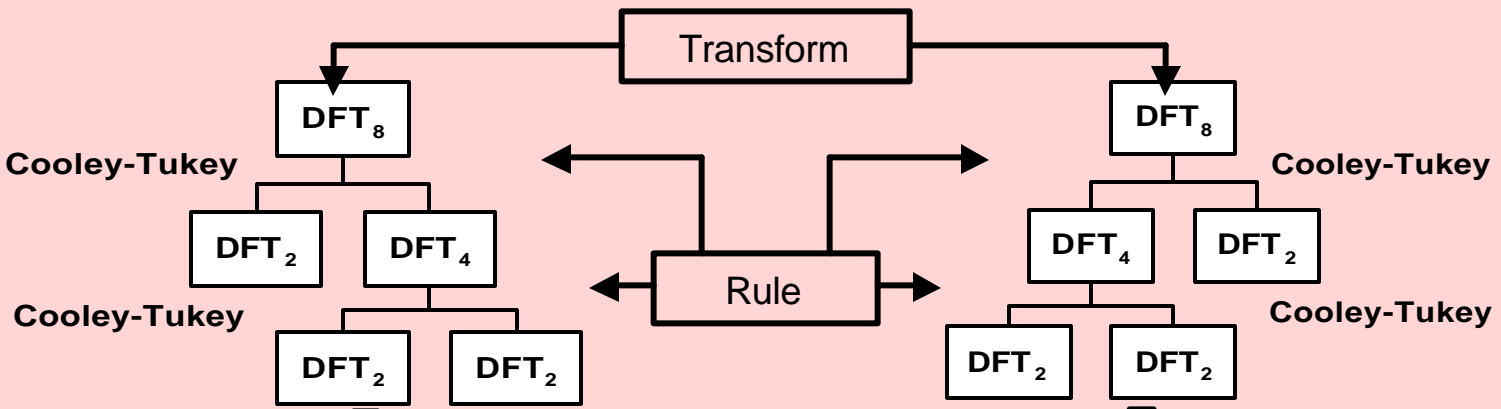 Transform
DFT₈
DFT₈
Cooley-Tukey
Cooley-Tukey
DFT₂
DFT₄
DFT₄
DFT₂
Rule
Cooley-Tukey
Cooley-Tukey
DFT₂
DFT₂
DFT₂
DFT₂